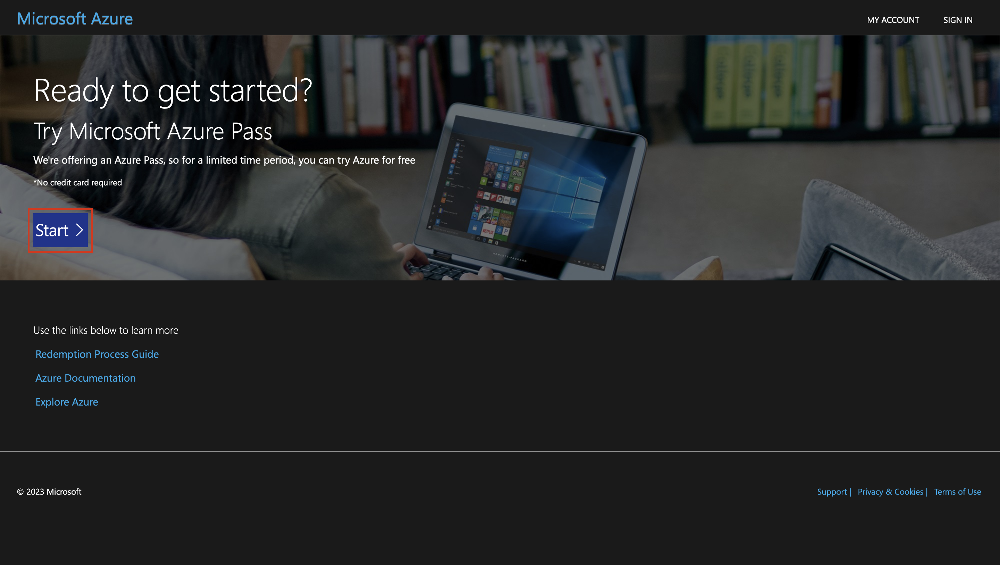 Microsoft Azure
MY ACCOUNT
SIGN IN
Ready to get started?
Try Microsoft Azure Pass
We're offering an Azure Pass, so for a limited time period, you can try Azure for free
*No credit card required
Start
HEWLETT-PACKARD
NETFLIX
Use the links below to learn more
Redemption Process Guide
Azure Documentation
Explore Azure
© 2023 Microsoft
Support | Privacy & Cookies | Terms of Use